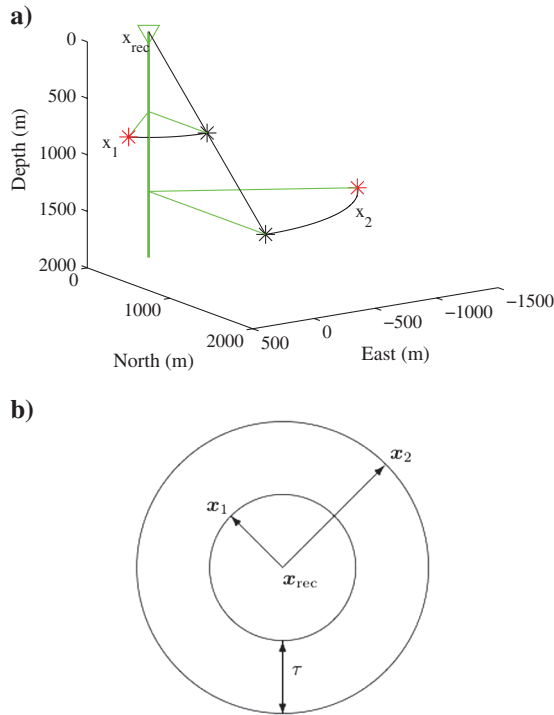 a)
x_rec
0
500
1000
1500
2000
Depth (m)
x_1
x_2
0
1000
2000
North (m)
500
0
−500
−1000
−1500
East (m)
b)
x_2
x_1
x_rec
τ